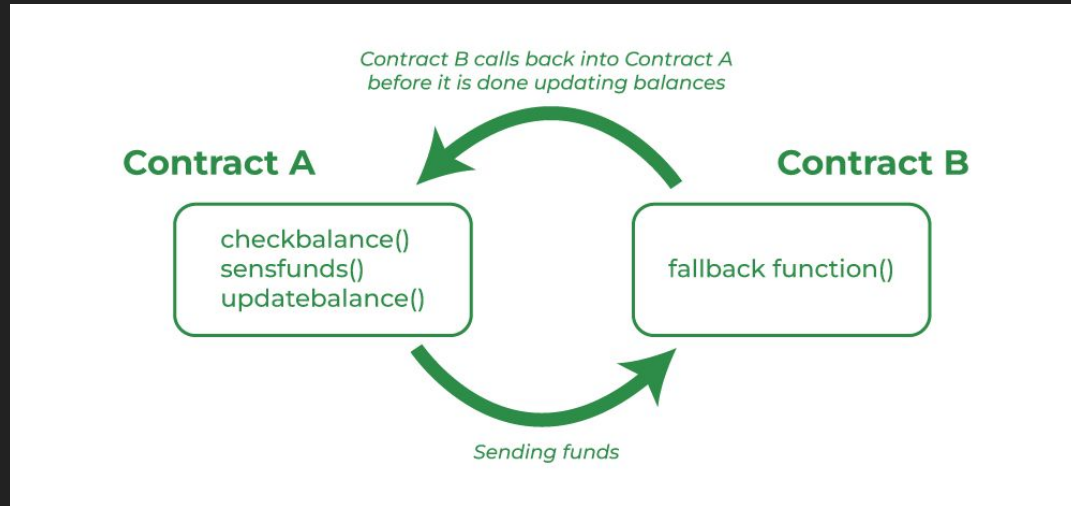 Contract B calls back into Contract A
before it is done updating balances
Contract A
Contract B
checkbalance()
sensfunds()
updatebalance()
fallback function()
Sending funds